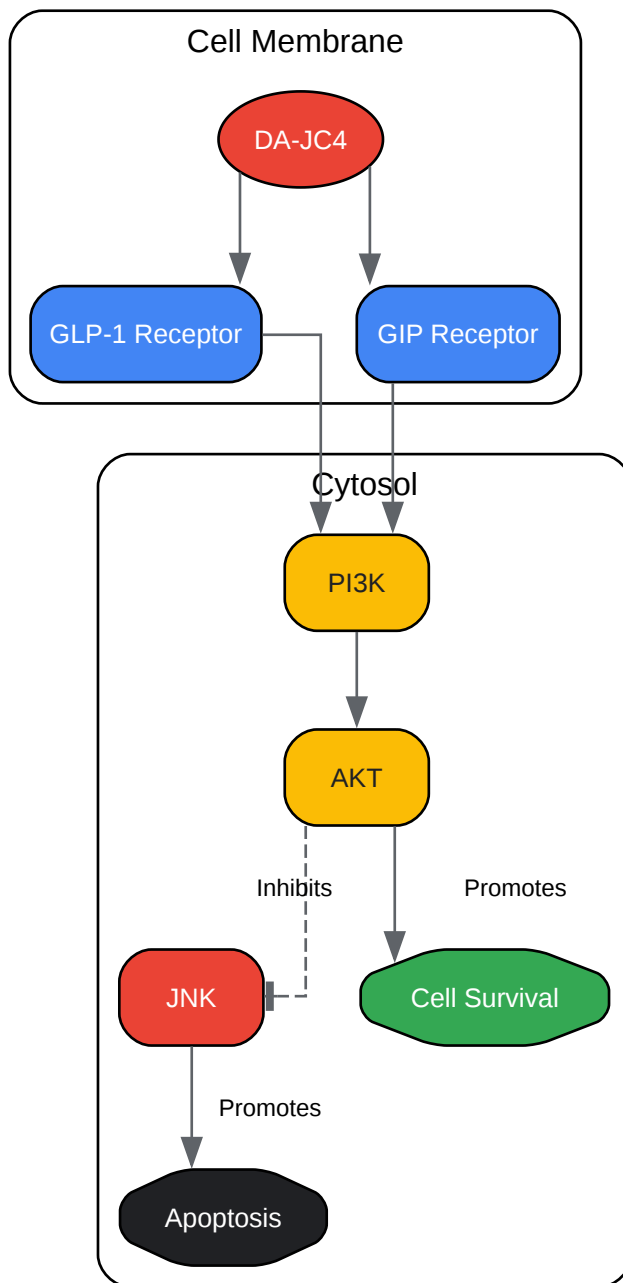 Cell Membrane
DA-JC4
GLP-1 Receptor
GIP Receptor
Cytosol
PI3K
AKT
Inhibits
Promotes
JNK
Cell Survival
Promotes
Apoptosis